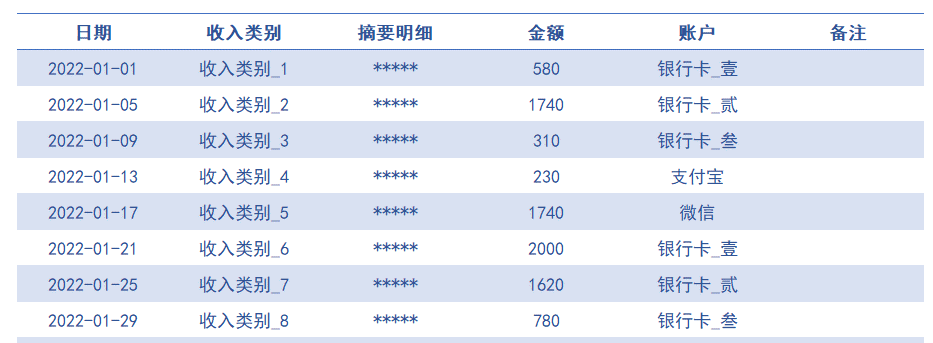 日期 收入类别 摘要明细 金额 账户 备注
2022-01-01 收入类别_1 ***** 580 银行卡_壹
2022-01-05 收入类别_2 ***** 1740 银行卡_贰
2022-01-09 收入类别_3 ***** 310 银行卡_叁
2022-01-13 收入类别_4 ***** 230 支付宝
2022-01-17 收入类别_5 ***** 1740 微信
2022-01-21 收入类别_6 ***** 2000 银行卡_壹
2022-01-25 收入类别_7 ***** 1620 银行卡_贰
2022-01-29 收入类别_8 ***** 780 银行卡_叁